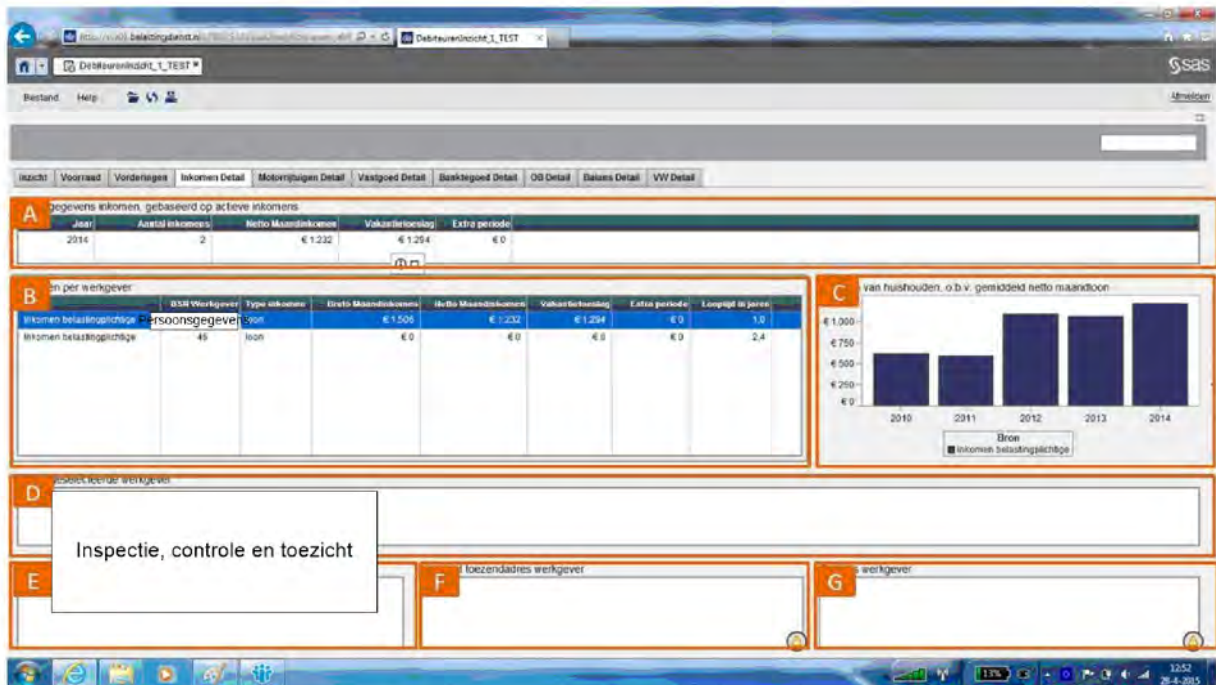 belastingdienst.nl
DebiteurenInzicht_1_TEST
DebiteurenInzicht_1_TEST
sas
Bestand Help
Afmelden
Inzicht Voorraad Vorderingen Inkomen Detail Motorrijtuigen Detail Vastgoed Detail Banktegoed Detail OB Detail Balans Detail VW Detail
A gegevens inkomen, gebaseerd op actieve inkomens
Jaar Aantal inkomens Netto Maandinkomen Vakantietoeslag Extra periode
2014 2 € 1.232 € 1.294 € 0
B en per werkgever
BSR Werkgever Type inkomen Bruto Maandinkomen Netto Maandinkomen Vakantietoeslag Extra periode Looptijd in jaren
Inkomen belastingplichtige Persoonsgegevens loon € 1.506 € 1.232 € 1.294 € 0 1,0
Inkomen belastingplichtige 45 loon € 0 € 0 € 0 € 0 2,4
C van huishouden, o.b.v. gemiddeld netto maandloon
€ 1.000
€ 750
€ 500
€ 250
€ 0
2010 2011 2012 2013 2014
Bron
Inkomen belastingplichtige
D geselecteerde werkgever
Inspectie, controle en toezicht
E
F toezendadres werkgever
G werkgever
13%
12:52
28-4-2015